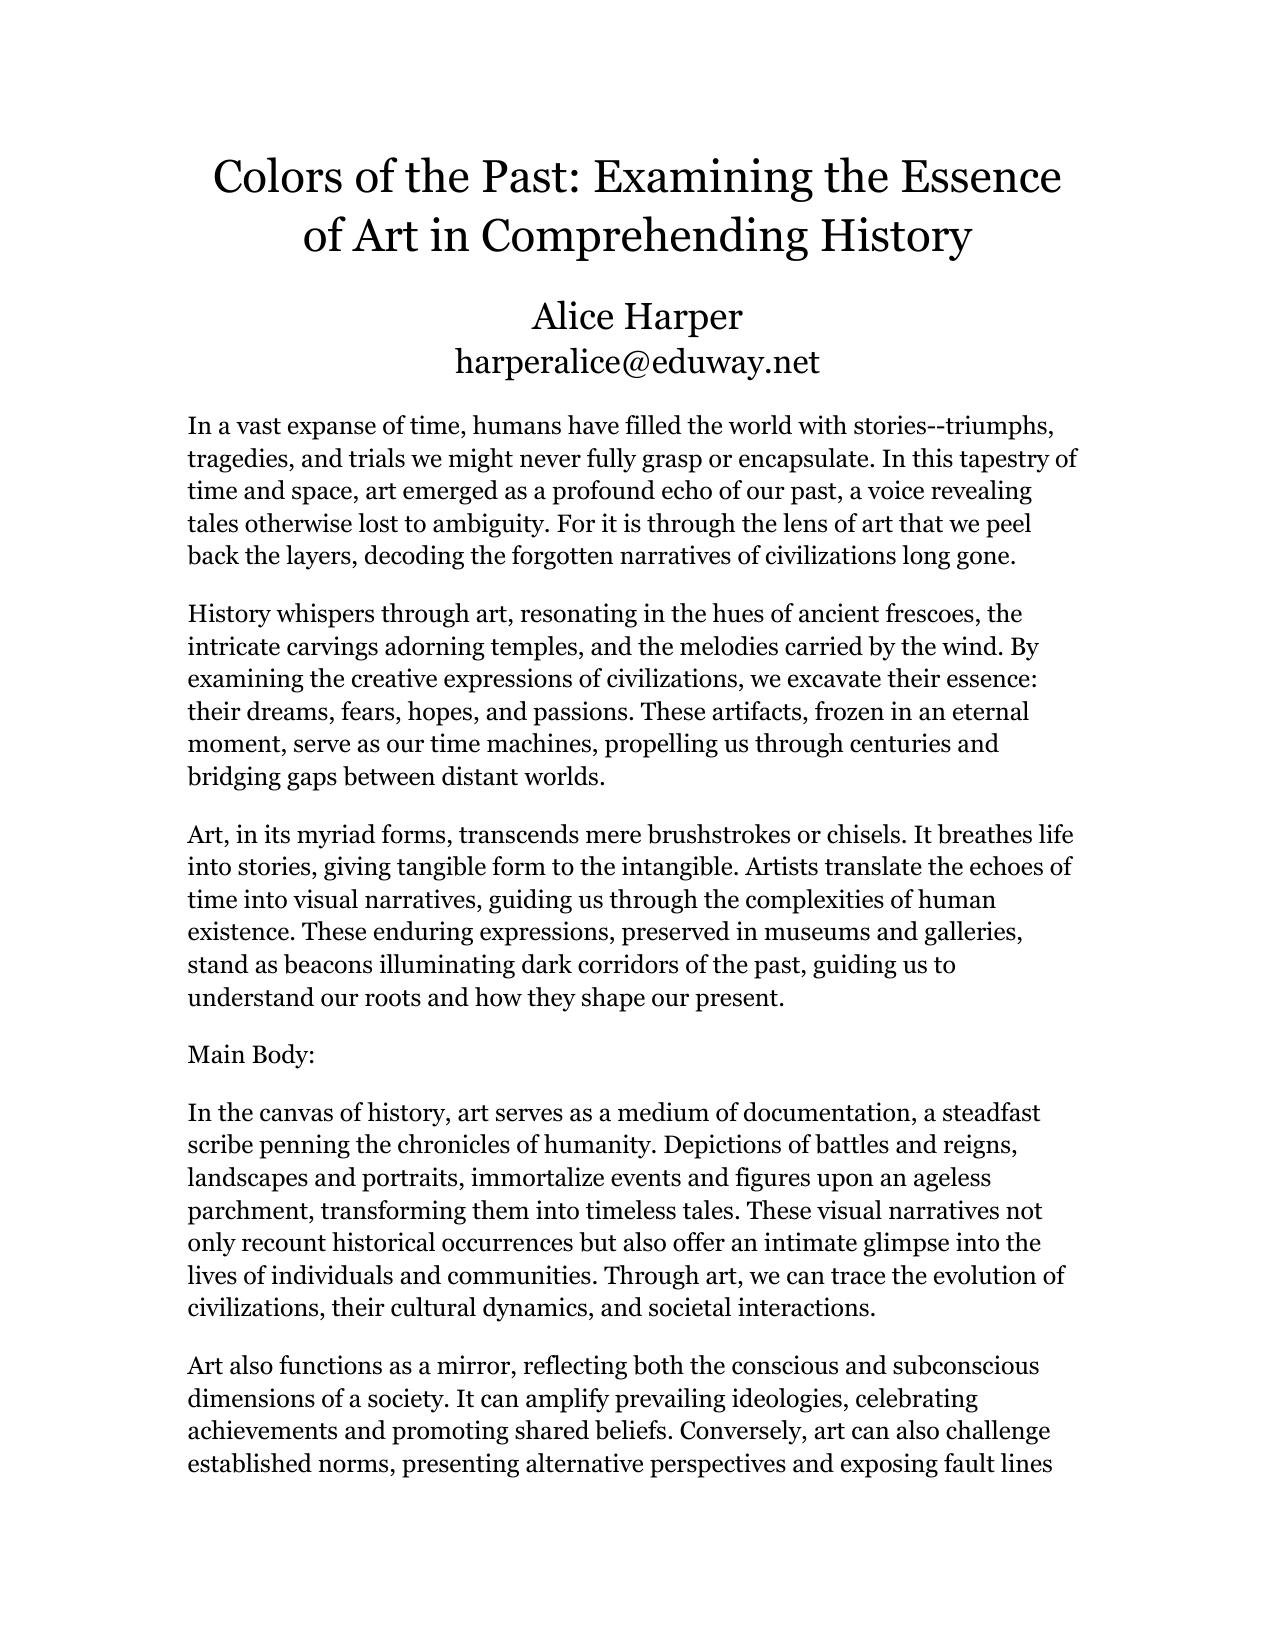 Colors of the Past: Examining the Essence
of Art in Comprehending History
Alice Harper
harperalice@eduway.net
In a vast expanse of time, humans have filled the world with stories--triumphs,
tragedies, and trials we might never fully grasp or encapsulate. In this tapestry of
time and space, art emerged as a profound echo of our past, a voice revealing
tales otherwise lost to ambiguity. For it is through the lens of art that we peel
back the layers, decoding the forgotten narratives of civilizations long gone.
History whispers through art, resonating in the hues of ancient frescoes, the
intricate carvings adorning temples, and the melodies carried by the wind. By
examining the creative expressions of civilizations, we excavate their essence:
their dreams, fears, hopes, and passions. These artifacts, frozen in an eternal
moment, serve as our time machines, propelling us through centuries and
bridging gaps between distant worlds.
Art, in its myriad forms, transcends mere brushstrokes or chisels. It breathes life
into stories, giving tangible form to the intangible. Artists translate the echoes of
time into visual narratives, guiding us through the complexities of human
existence. These enduring expressions, preserved in museums and galleries,
stand as beacons illuminating dark corridors of the past, guiding us to
understand our roots and how they shape our present.
Main Body:
In the canvas of history, art serves as a medium of documentation, a steadfast
scribe penning the chronicles of humanity. Depictions of battles and reigns,
landscapes and portraits, immortalize events and figures upon an ageless
parchment, transforming them into timeless tales. These visual narratives not
only recount historical occurrences but also offer an intimate glimpse into the
lives of individuals and communities. Through art, we can trace the evolution of
civilizations, their cultural dynamics, and societal interactions.
Art also functions as a mirror, reflecting both the conscious and subconscious
dimensions of a society. It can amplify prevailing ideologies, celebrating
achievements and promoting shared beliefs. Conversely, art can also challenge
established norms, presenting alternative perspectives and exposing fault lines